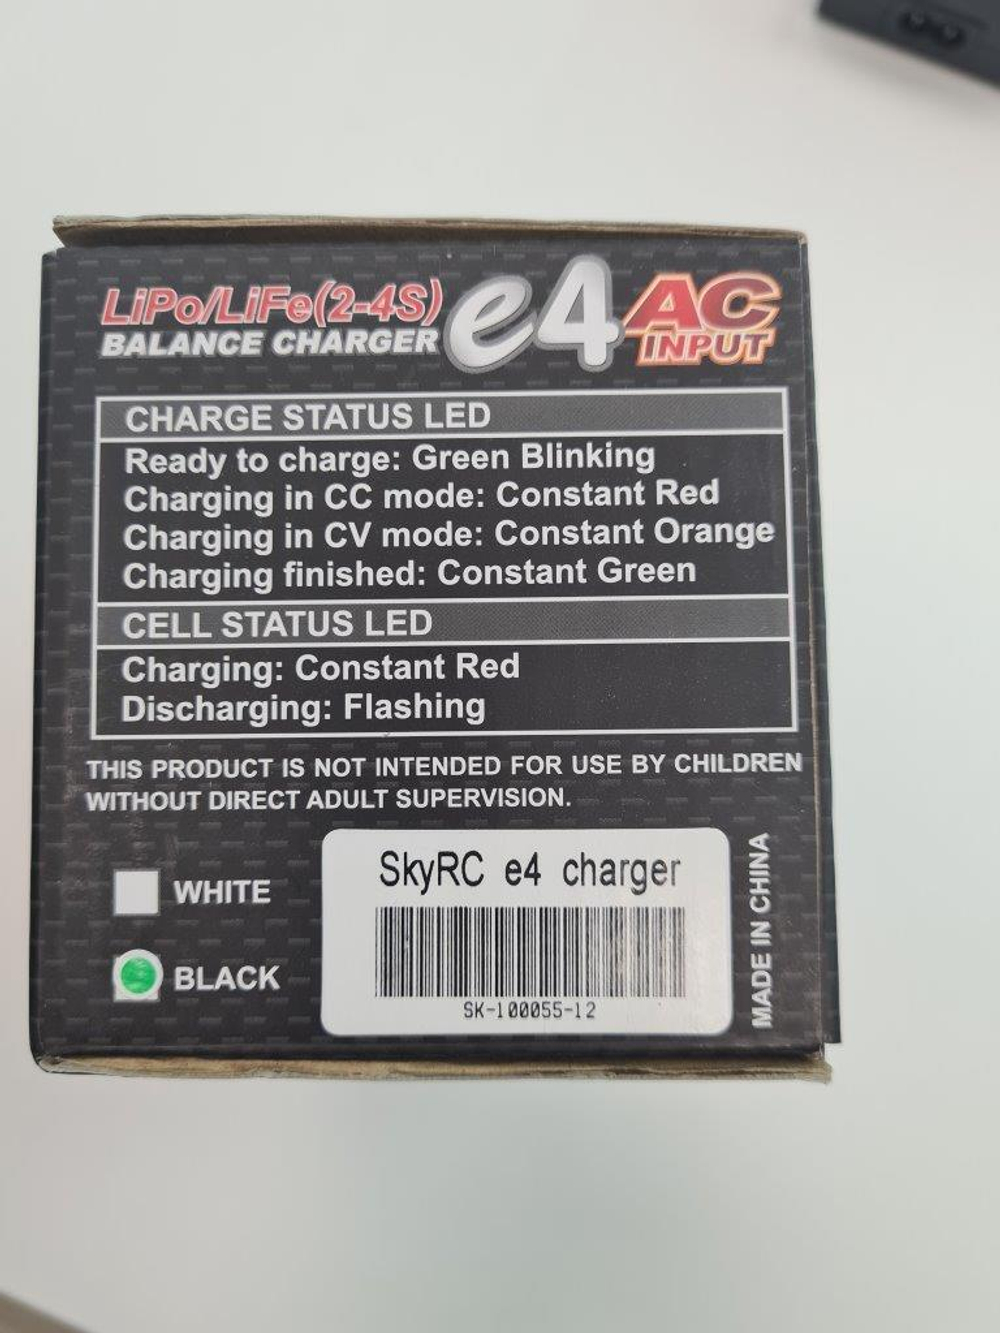 LiPo/LiFe(2-4S)
BALANCE CHARGER
e4
AC
INPUT
CHARGE STATUS LED
Ready to charge: Green Blinking
Charging in CC mode: Constant Red
Charging in CV mode: Constant Orange
Charging finished: Constant Green
CELL STATUS LED
Charging: Constant Red
Discharging: Flashing
THIS PRODUCT IS NOT INTENDED FOR USE BY CHILDREN
WITHOUT DIRECT ADULT SUPERVISION.
WHITE
BLACK
SkyRC e4 charger
SK-100055-12
MADE IN CHINA